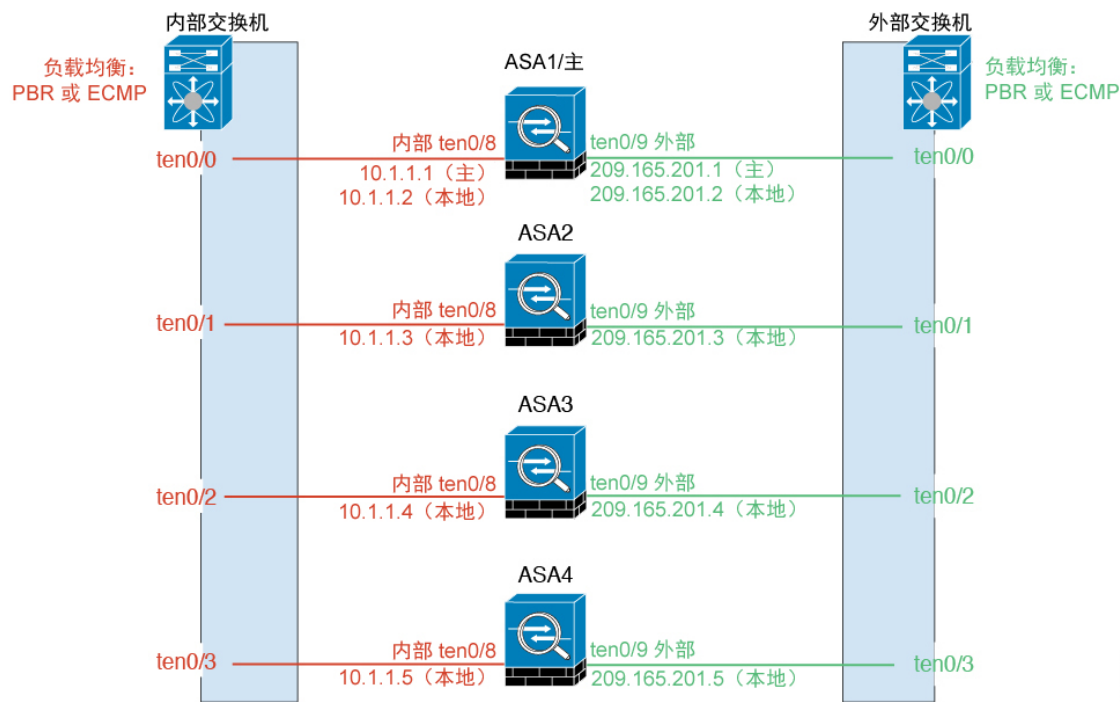 内部交换机
外部交换机
负载均衡：
PBR 或 ECMP
ASA1/主
负载均衡：
PBR 或 ECMP
ten0/0
内部 ten0/8
10.1.1.1（主）
10.1.1.2（本地）
ten0/9 外部
209.165.201.1（主）
209.165.201.2（本地）
ten0/0
ASA2
ten0/1
内部 ten0/8
10.1.1.3（本地）
ten0/9 外部
209.165.201.3（本地）
ten0/1
ASA3
ten0/2
内部 ten0/8
10.1.1.4（本地）
ten0/9 外部
209.165.201.4（本地）
ten0/2
ASA4
ten0/3
内部 ten0/8
10.1.1.5（本地）
ten0/9 外部
209.165.201.5（本地）
ten0/3